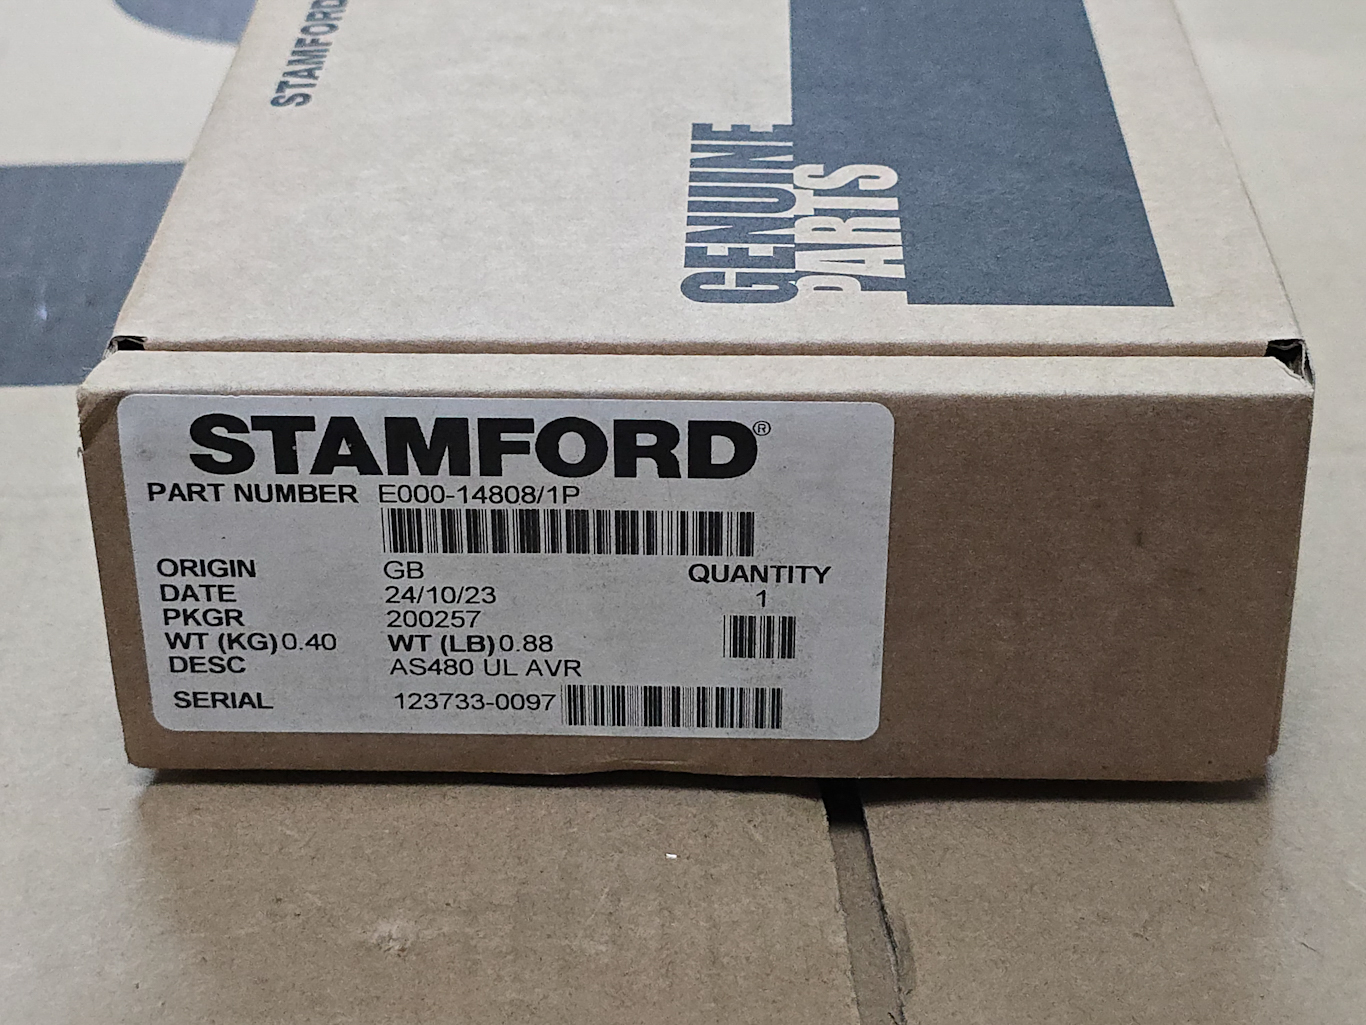 STAMFORD
GENUINE
PARTS
STAMFORD®
PART NUMBER E000-14808/1P
ORIGIN GB QUANTITY
DATE 24/10/23 1
PKGR 200257
WT (KG) 0.40 WT (LB) 0.88
DESC AS480 UL AVR
SERIAL 123733-0097